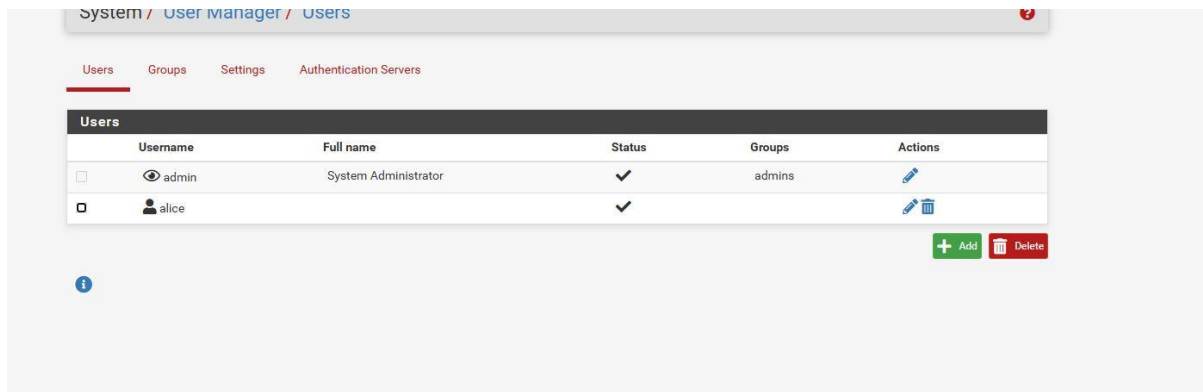 System / User Manager / Users
Users Groups Settings Authentication Servers
Users
Username Full name Status Groups Actions
admin System Administrator admins
alice
Add Delete